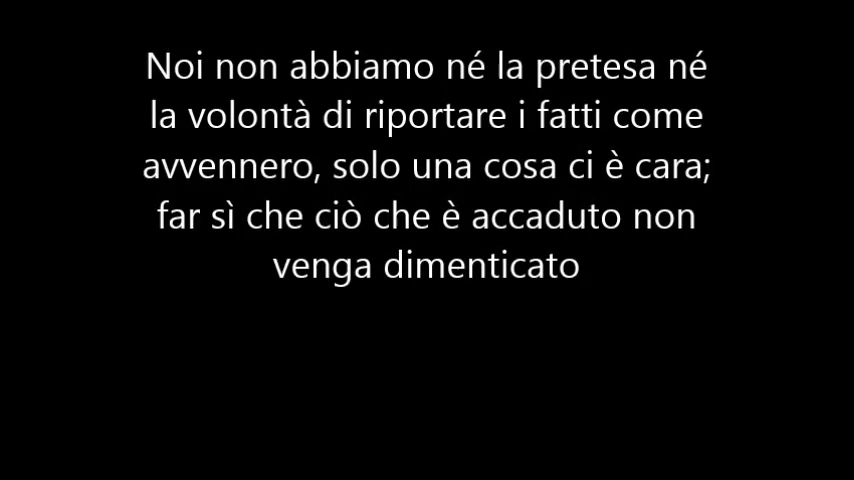 Noi non abbiamo né la pretesa né
la volontà di riportare i fatti come
avvennero, solo una cosa ci è cara;
far sì che ciò che è accaduto non
venga dimenticato